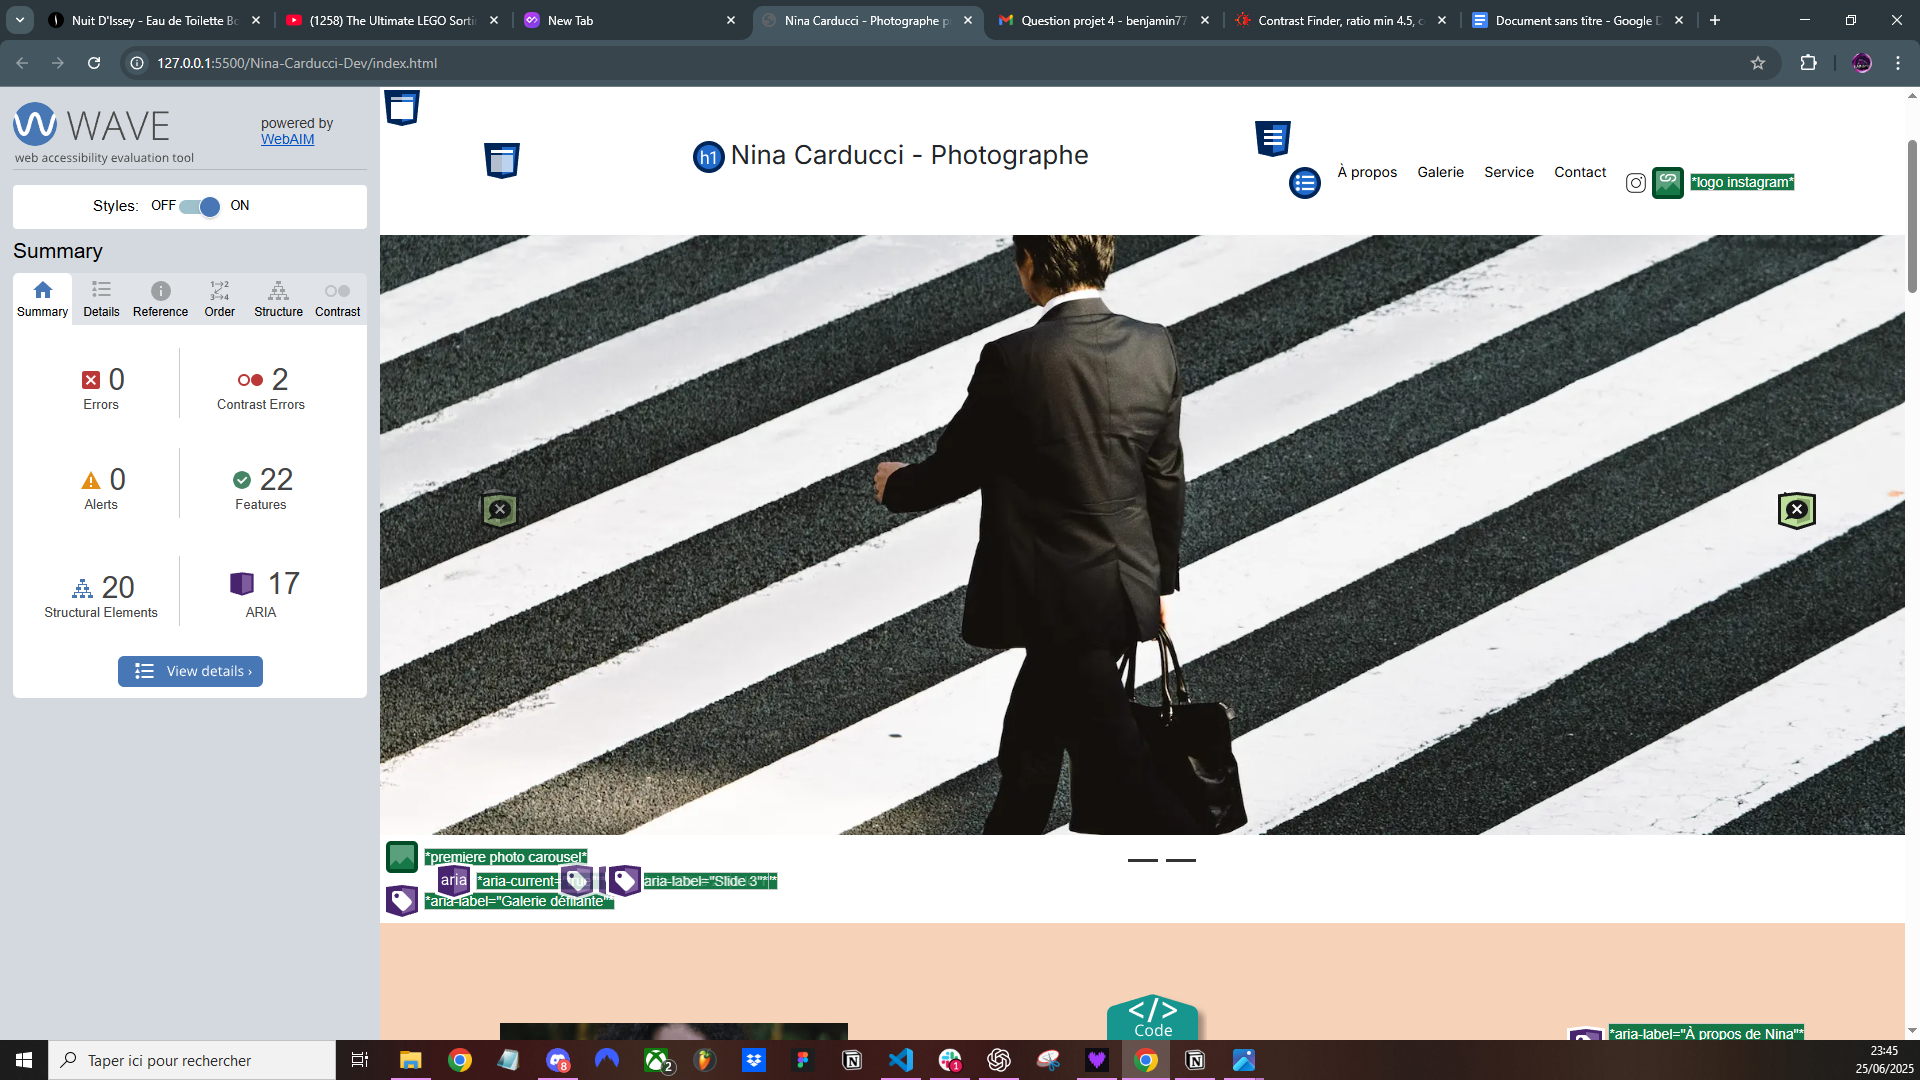 Nuit D'Issey - Eau de Toilette Bo
(1258) The Ultimate LEGO Sortin
New Tab
Nina Carducci - Photographe p
Question projet 4 - benjamin77
Contrast Finder, ratio min 4.5, c
Document sans titre - Google D
127.0.0.1:5500/Nina-Carducci-Dev/index.html
WAVE
web accessibility evaluation tool
powered by
WebAIM
Styles: OFF ON
Summary
Summary Details Reference Order Structure Contrast
0
Errors
2
Contrast Errors
0
Alerts
22
Features
20
Structural Elements
17
ARIA
View details ›
h1 Nina Carducci - Photographe
À propos Galerie Service Contact
*logo instagram*
*premiere photo carousel*
aria *aria-current= aria-label="Slide 3"*
*aria-label="Galerie défilante"*
</>
Code
*aria-label="À propos de Nina"*
Taper ici pour rechercher
8
2
1
23:45
25/06/2025